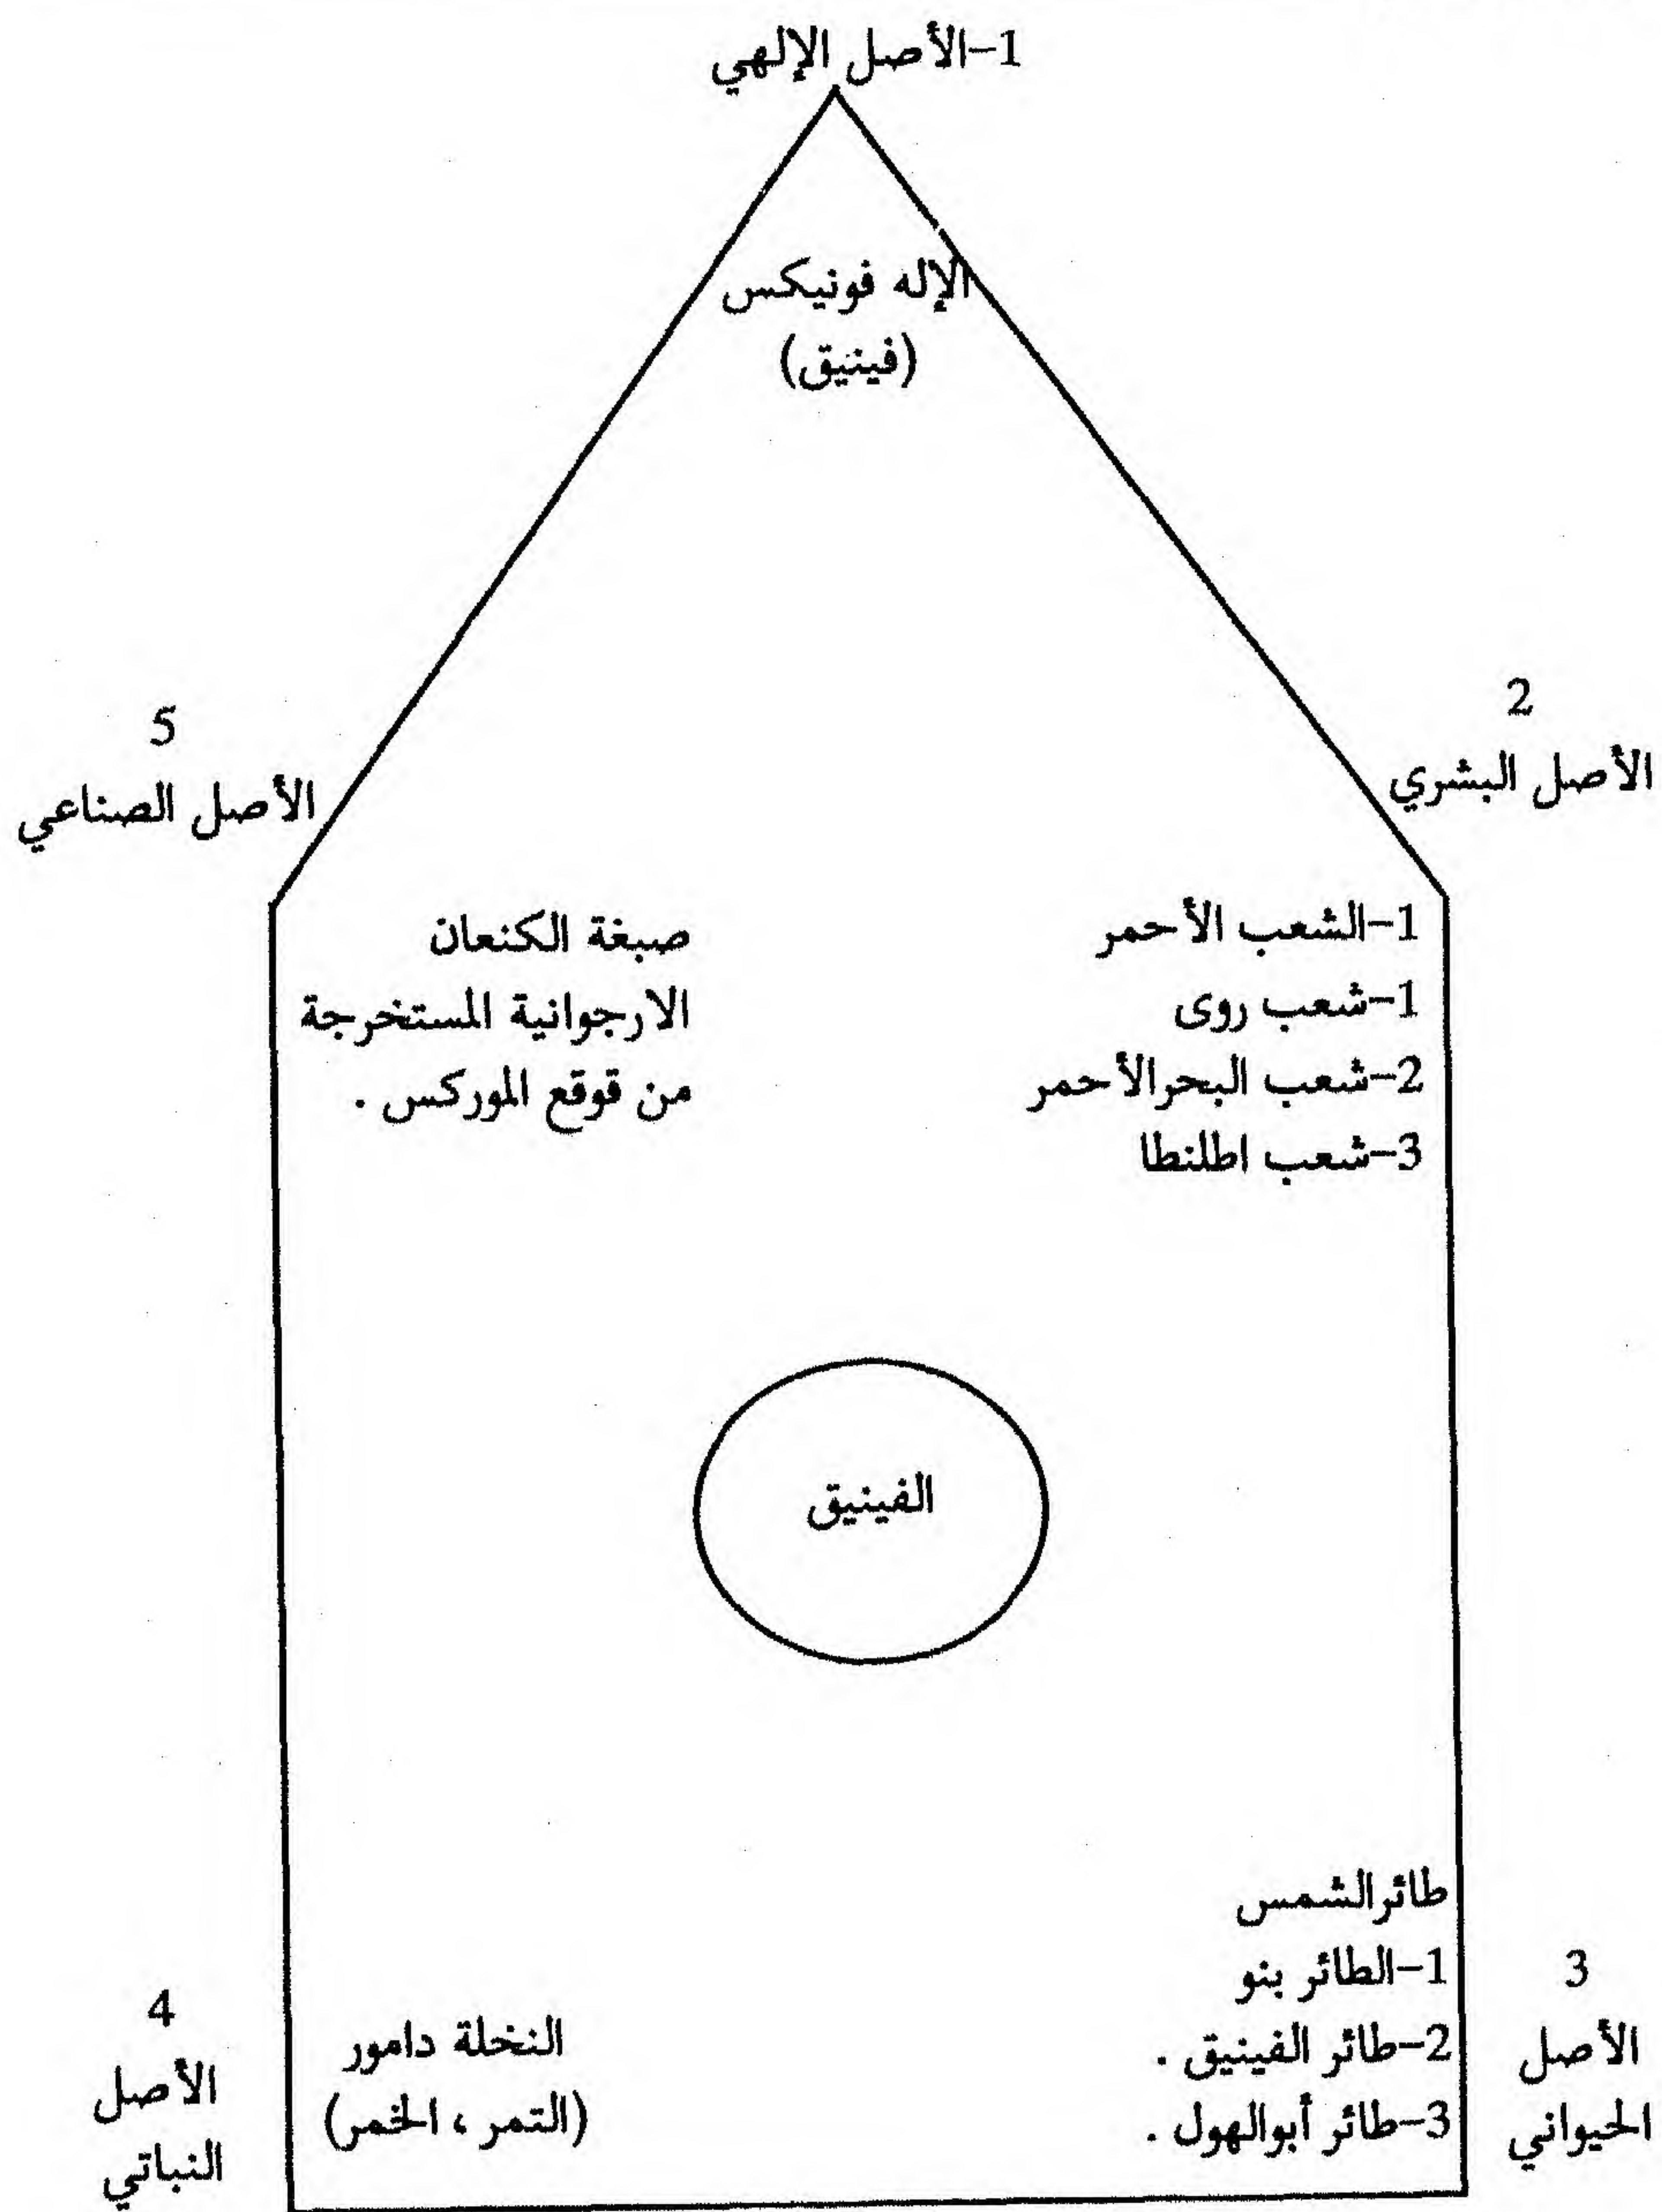 1-الأصل الإلهي
الإله فونيكس
(فينيق)
2
الأصل البشري
1-الشعب الأحمر
1-شعب روى
2-شعب البحرالأحمر
3-شعب اطلنطا
5
الأصل الصناعي
صبغة الكنعان
الارجوانية المستخرجة
من قوقع الموركس .
الفينيق
طائرالشمس
1-الطائر بنو
2-طائر الفينيق .
3-طائر أبوالهول .
3
الأصل
الحيواني
4
الأصل
النباتي
النخلة دامور
(التمر ، الخمر)